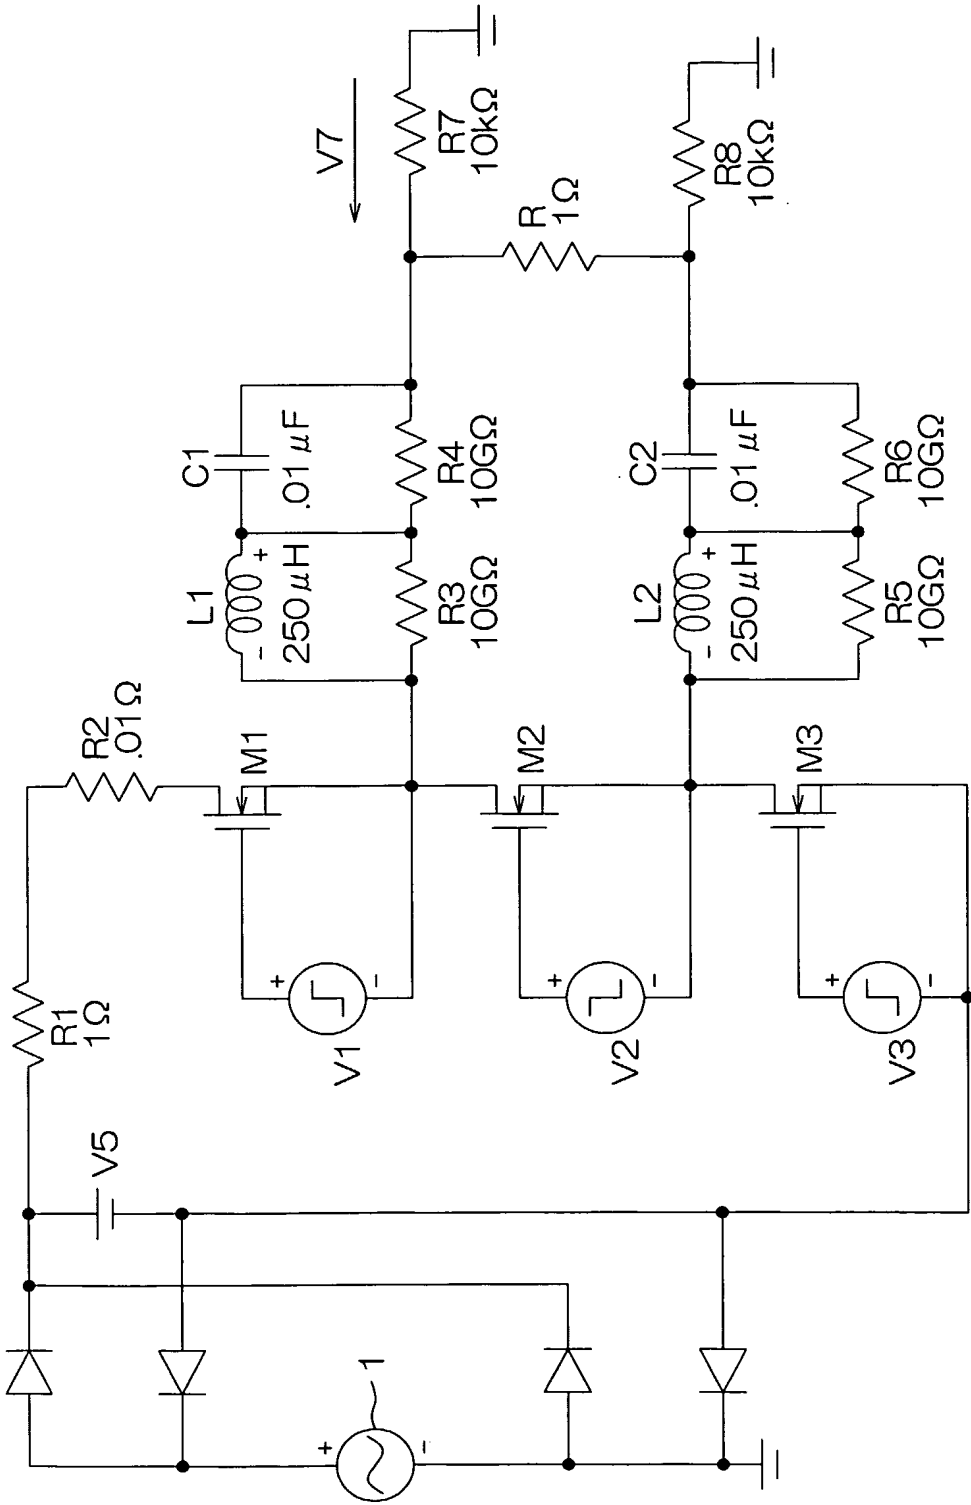 V7
R7
10kΩ
R8
10kΩ
R
1Ω
C1
.01μF
R4
10GΩ
C2
.01μF
R6
10GΩ
L1
- +
250μH
R3
10GΩ
L2
- +
250μH
R5
10GΩ
R2
.01Ω
M1
M2
M3
R1
1Ω
+
-
V1
+
-
V2
+
-
V3
V5
1
+
-